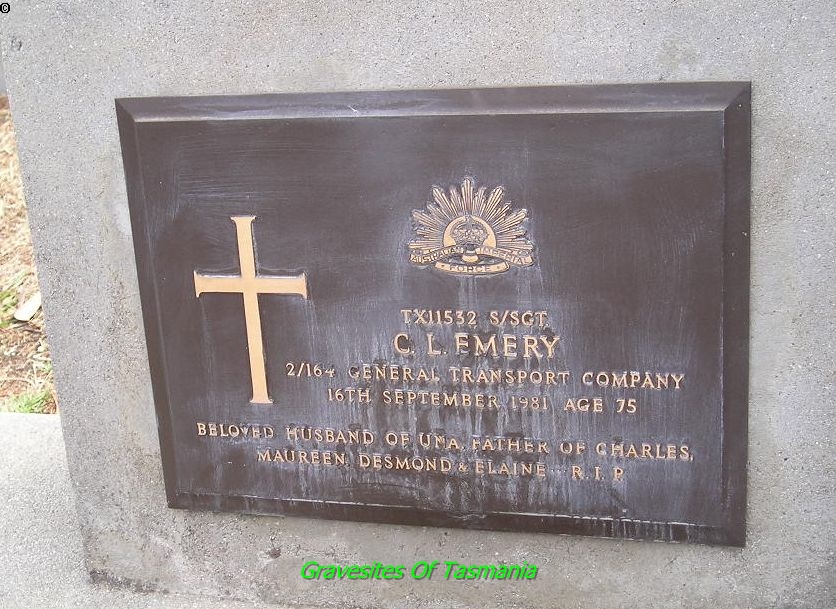 ©
AUSTRALIAN IMPERIAL
FORCE
TX11532 S/SGT.
C. L. EMERY
2/164 GENERAL TRANSPORT COMPANY
16TH SEPTEMBER 1981 AGE 75
BELOVED HUSBAND OF UNA, FATHER OF CHARLES,
MAUREEN, DESMOND & ELAINE R.I.P.
Gravesites Of Tasmania